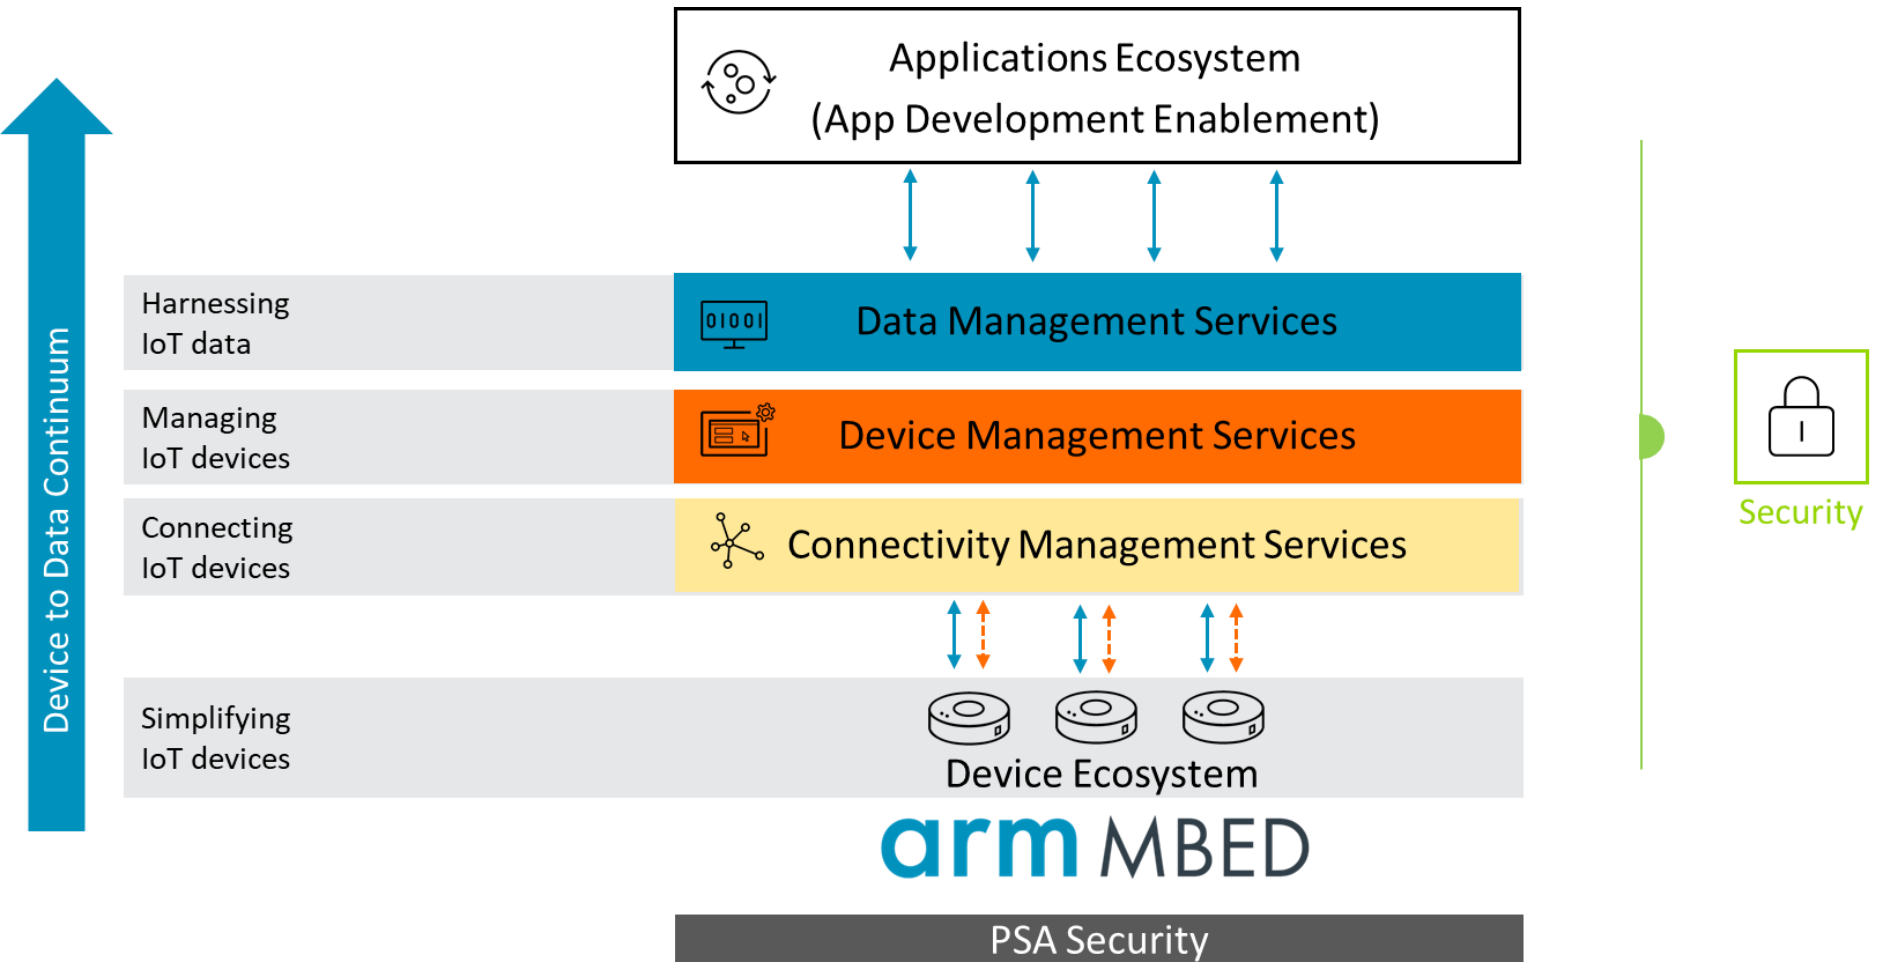 Applications Ecosystem
(App Development Enablement)
Device to Data Continuum
Harnessing
IoT data
01001
Data Management Services
Managing
IoT devices
Device Management Services
Connecting
IoT devices
Connectivity Management Services
Security
Simplifying
IoT devices
Device Ecosystem
arm MBED
PSA Security